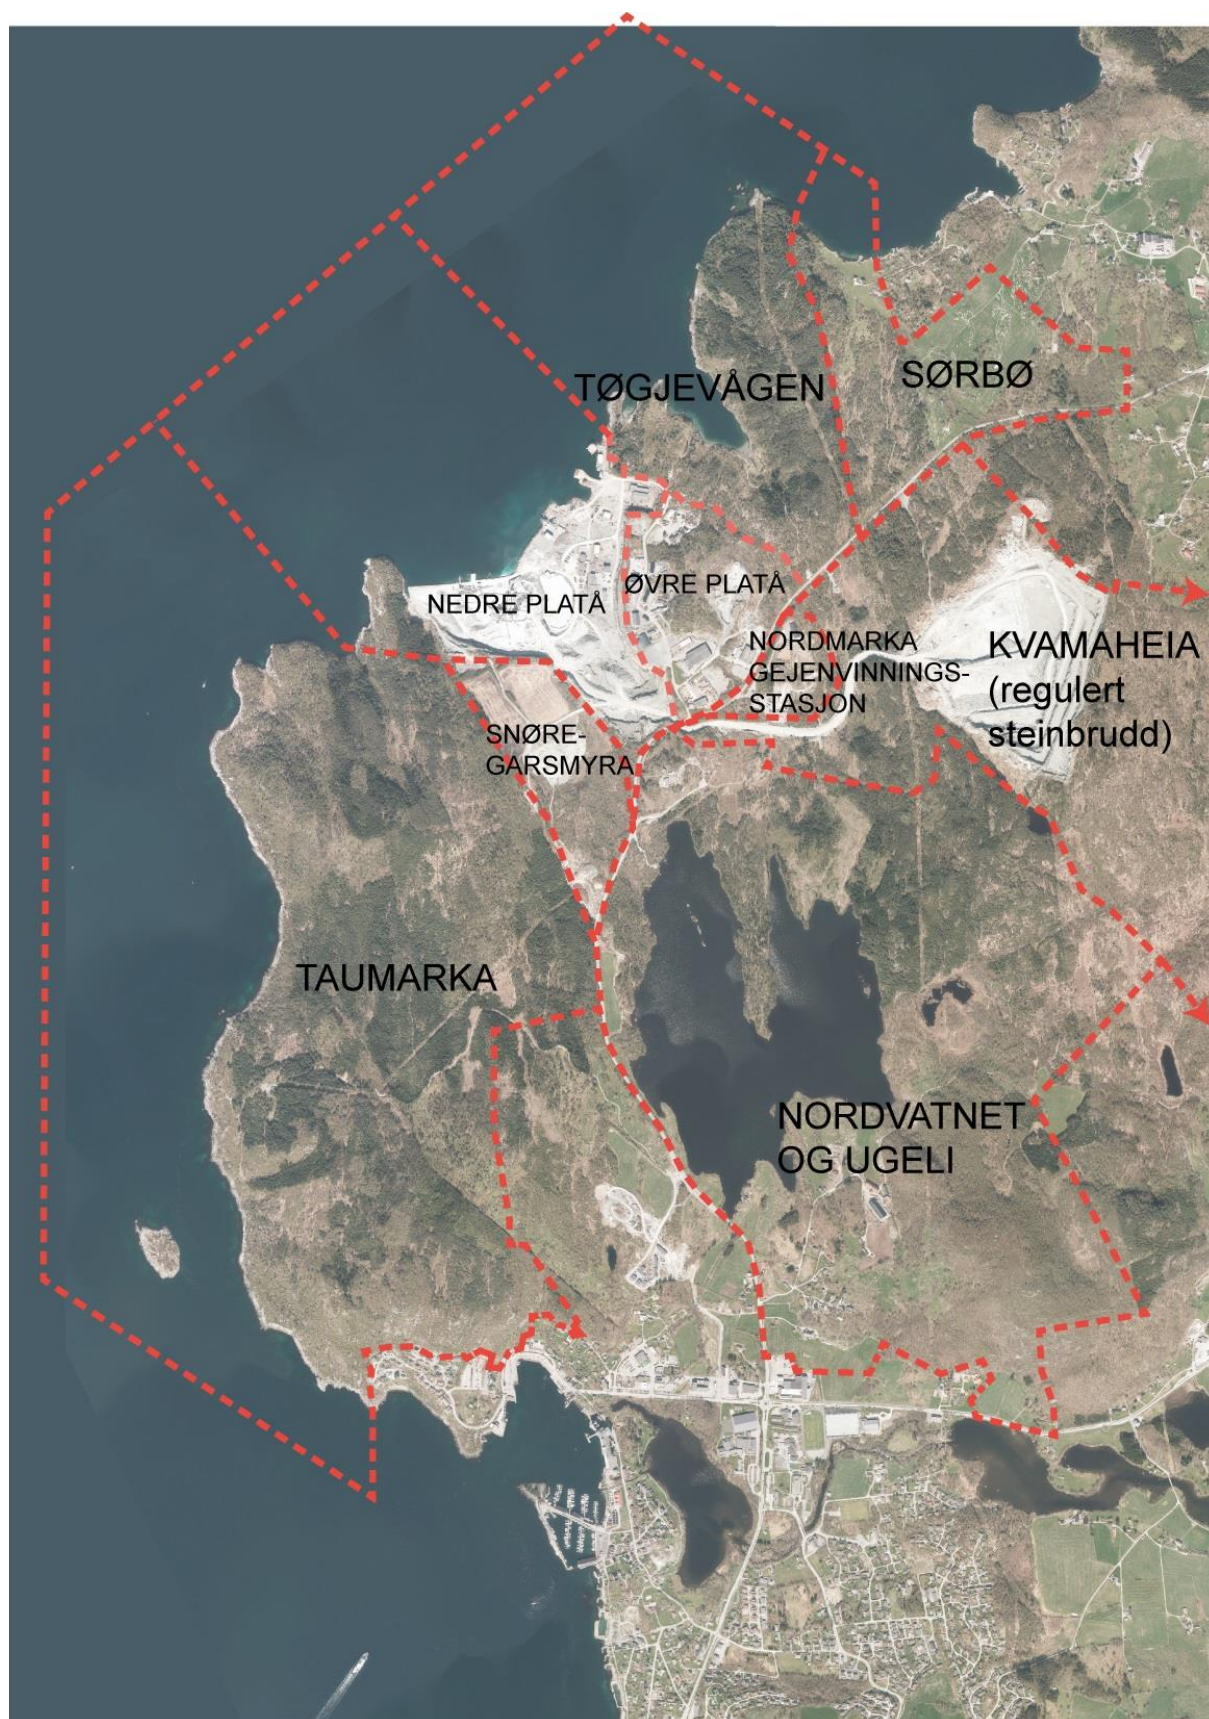 TØGJEVÅGEN
SØRBØ
ØVRE PLATÅ
NEDRE PLATÅ
NORDMARKA
GEJENVINNINGS-
STASJON
KVAMAHEIA
(regulert
steinbrudd)
SNØRE-
GARSMYRA
TAUMARKA
NORDVATNET
OG UGELI